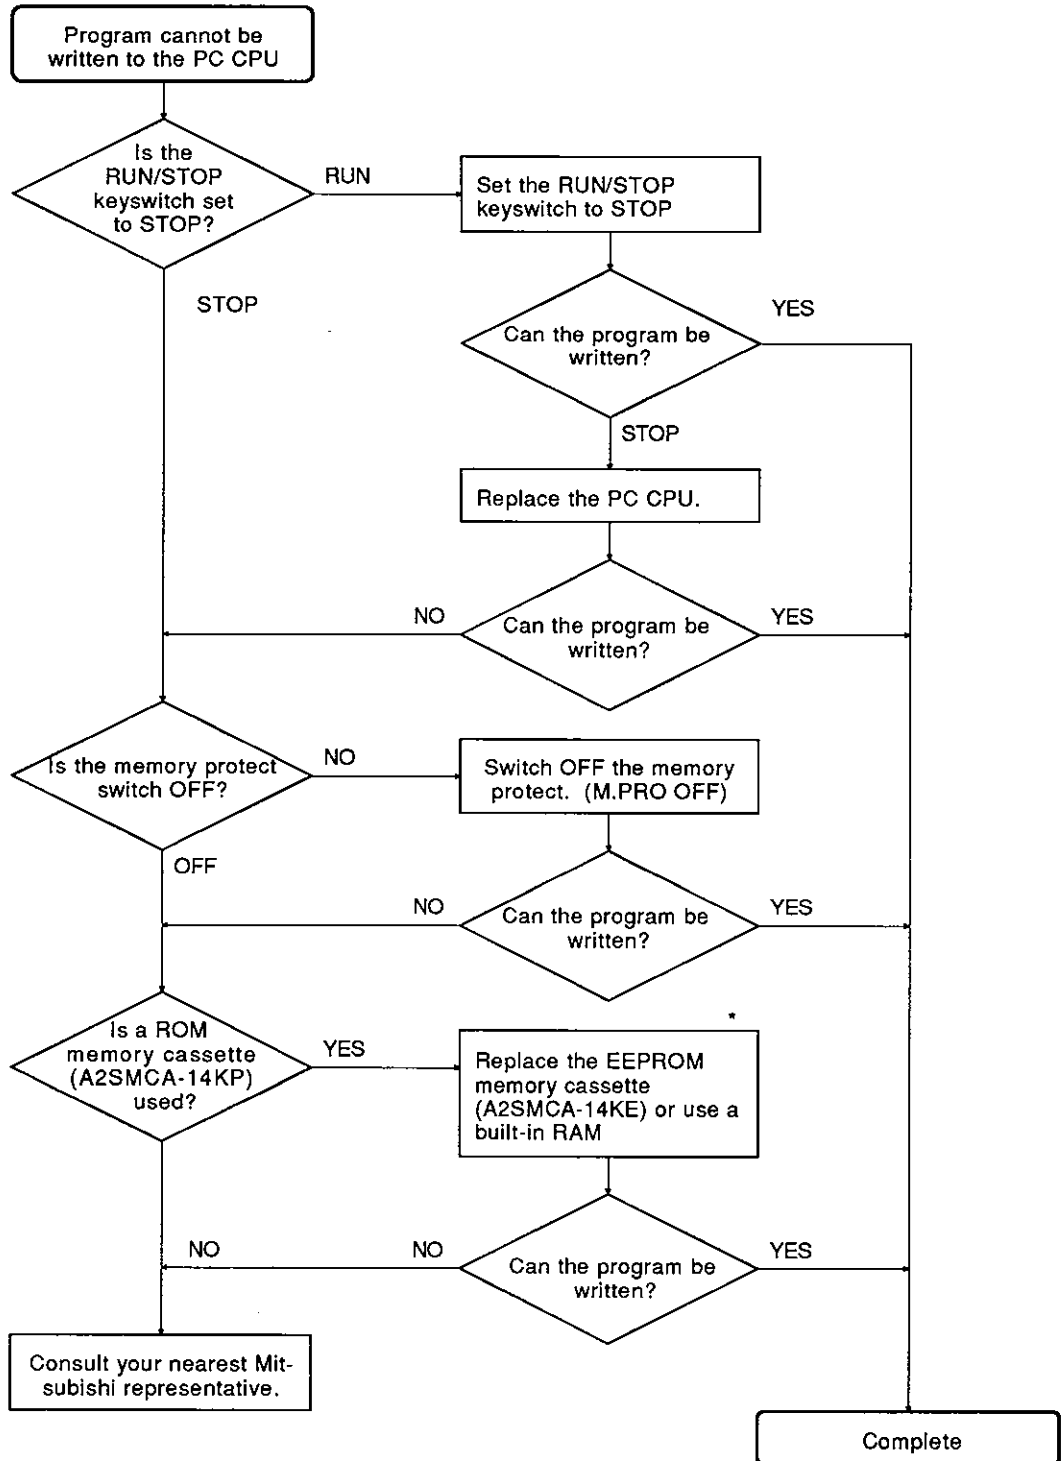 Program cannot be
written to the PC CPU
Is the
RUN/STOP
keyswitch set
to STOP?
RUN
Set the RUN/STOP
keyswitch to STOP
STOP
Can the program be
written?
YES
STOP
Replace the PC CPU.
NO
Can the program be
written?
YES
Is the memory protect
switch OFF?
NO
Switch OFF the memory
protect. (M.PRO OFF)
OFF
NO
Can the program be
written?
YES
*
Is a ROM
memory cassette
(A2SMCA-14KP)
used?
YES
Replace the EEPROM
memory cassette
(A2SMCA-14KE) or use a
built-in RAM
NO
NO
Can the program be
written?
YES
Consult your nearest Mit-
subishi representative.
Complete